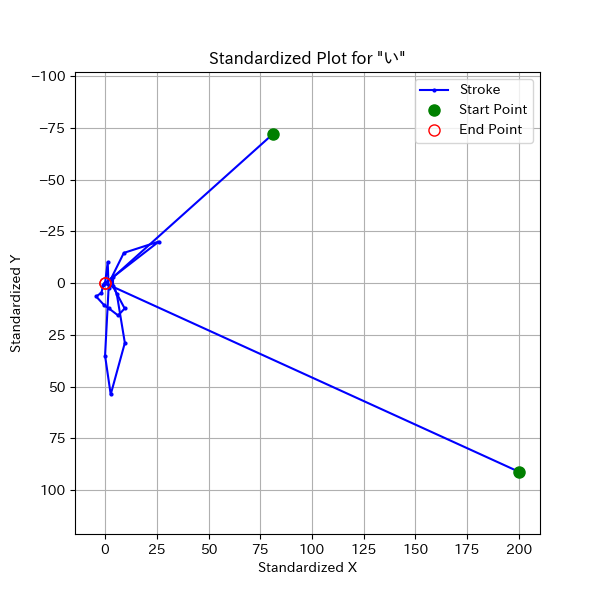 Standardized Plot for "い"
Stroke
Start Point
End Point
−100
−75
−50
−25
0
25
50
75
100
Standardized Y
0 25 50 75 100 125 150 175 200
Standardized X